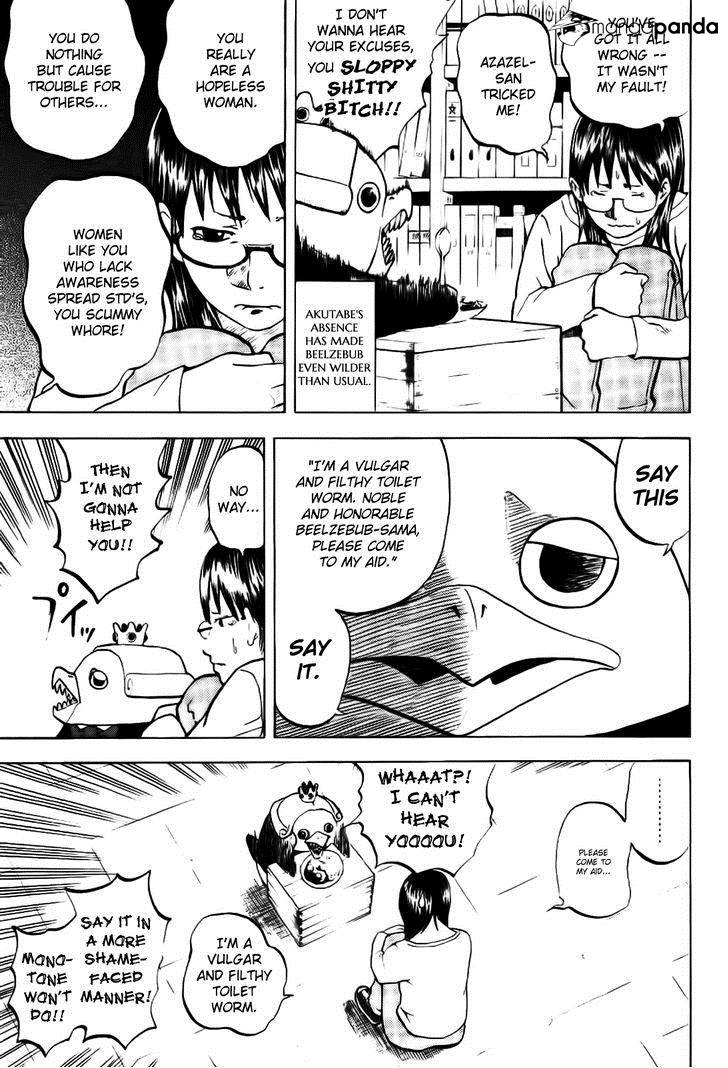 YOU'VE
GOT IT ALL
WRONG --
IT WASN'T
MY FAULT!
AZAZEL-
SAN
TRICKED
ME!
I DON'T
WANNA HEAR
YOUR EXCUSES,
YOU SLOPPY
SHITTY
BITCH!!
AKUTABE'S
ABSENCE
HAS MADE
BEELZEBUB
EVEN WILDER
THAN USUAL.
YOU
REALLY
ARE A
HOPELESS
WOMAN.
YOU DO
NOTHING
BUT CAUSE
TROUBLE FOR
OTHERS...
WOMEN
LIKE YOU
WHO LACK
AWARENESS
SPREAD STD'S,
YOU SCUMMY
WHORE!
SAY
THIS
"I'M A VULGAR
AND FILTHY TOILET
WORM. NOBLE
AND HONORABLE
BEELZEBUB-SAMA,
PLEASE COME
TO MY AID."
SAY
IT.
NO
WAY...
THEN
I'M NOT
GONNA
HELP
YOU!!
プイッ
.........
PLEASE
COME TO
MY AID...
WHAAAT?!
I CAN'T
HEAR
YOOOOU!
I'M A
VULGAR
AND FILTHY
TOILET
WORM.
SAY IT IN
A MORE
SHAME-
FACED
MANNER!
MONO-
TONE
WON'T
DO!!
mangapanda